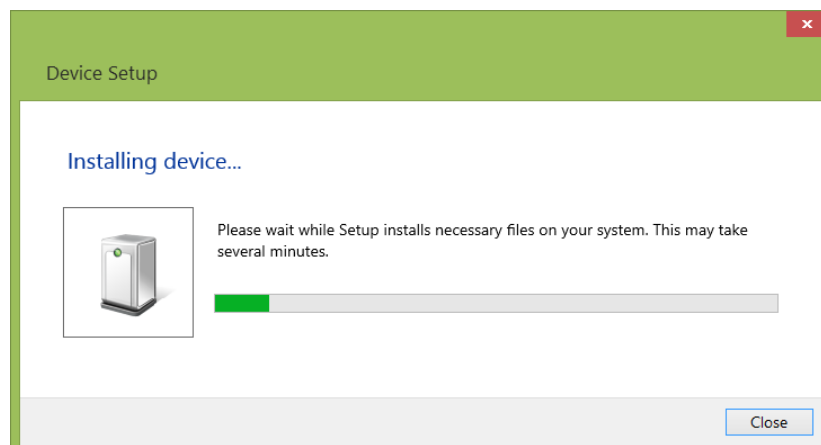 Device Setup
Installing device...
Please wait while Setup installs necessary files on your system. This may take
several minutes.
Close